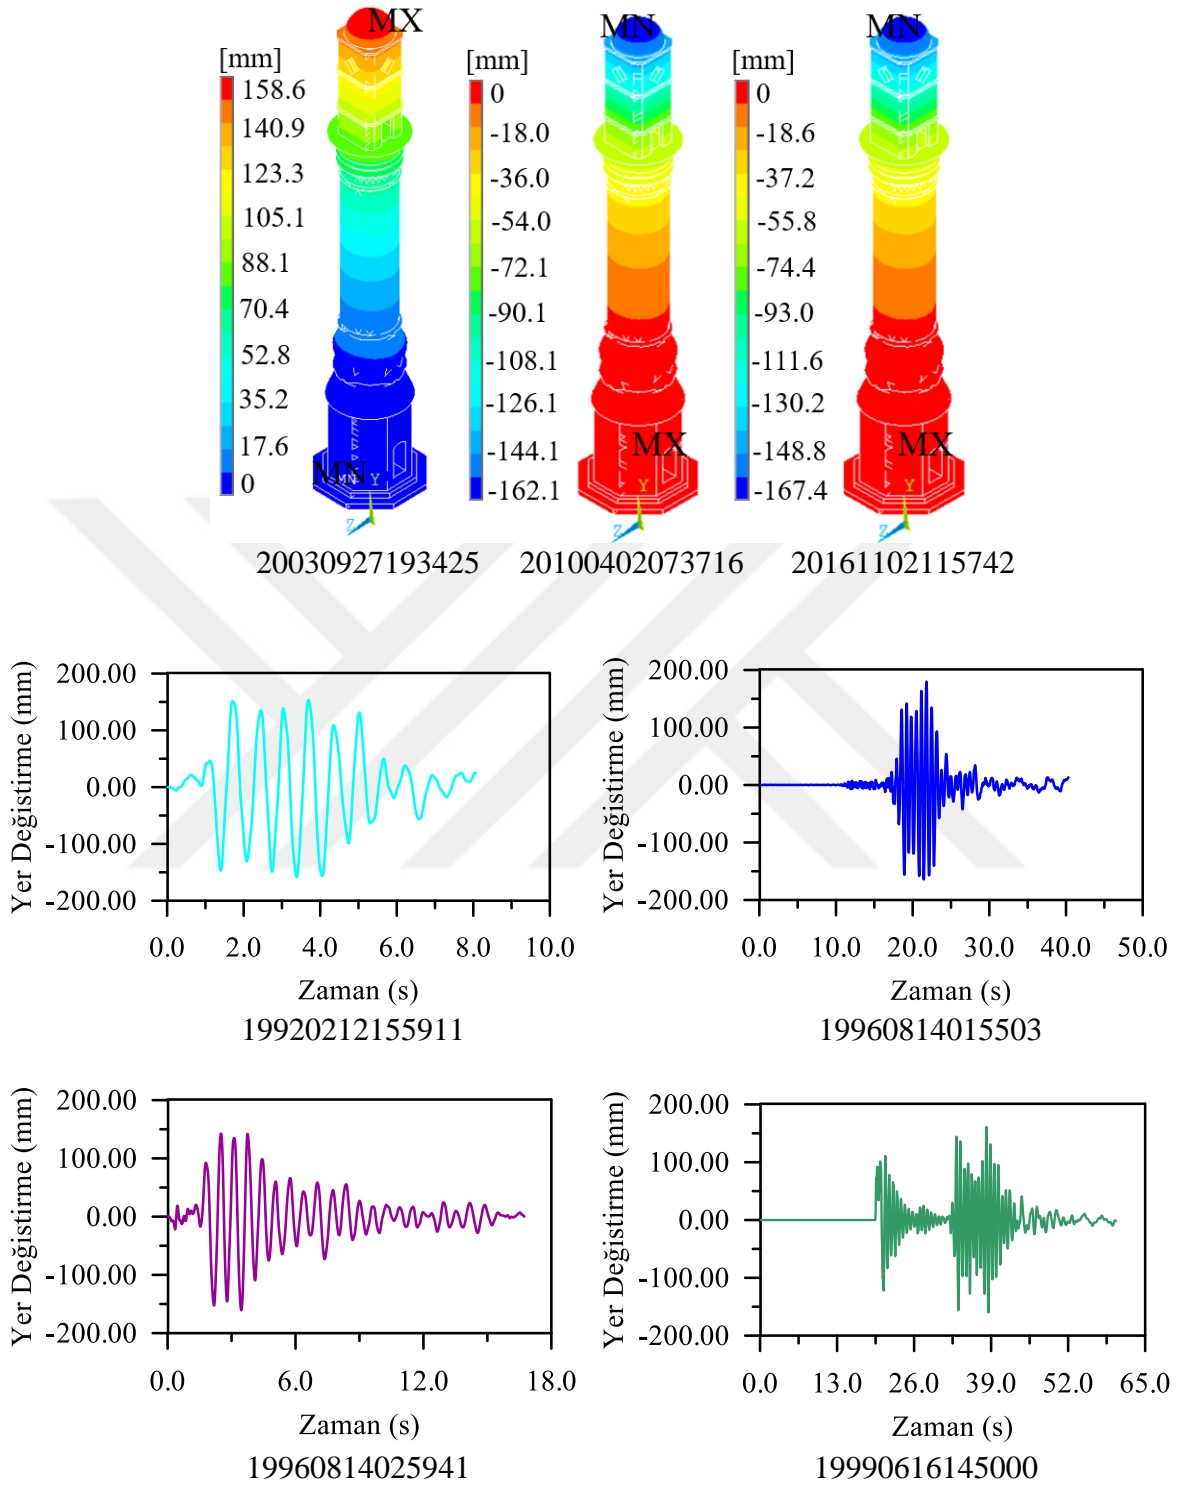 MX MN MN
[mm] [mm] [mm]
158.6 0 0
140.9 -18.0 -18.6
123.3 -36.0 -37.2
105.1 -54.0 -55.8
88.1 -72.1 -74.4
70.4 -90.1 -93.0
52.8 -108.1 -111.6
35.2 -126.1 -130.2
17.6 -144.1 -148.8
0 -162.1 -167.4
MN MX MX
Y Y Y
Z Z Z
20030927193425 20100402073716 20161102115742
Yer Değistirme (mm)
200.00
100.00
0.00
-100.00
-200.00
0.0 2.0 4.0 6.0 8.0 10.0
Zaman (s)
19920212155911
Yer Değistirme (mm)
200.00
100.00
0.00
-100.00
-200.00
0.0 10.0 20.0 30.0 40.0 50.0
Zaman (s)
19960814015503
Yer Değistirme (mm)
200.00
100.00
0.00
-100.00
-200.00
0.0 6.0 12.0 18.0
Zaman (s)
19960814025941
Yer Değistirme (mm)
200.00
100.00
0.00
-100.00
-200.00
0.0 13.0 26.0 39.0 52.0 65.0
Zaman (s)
19990616145000